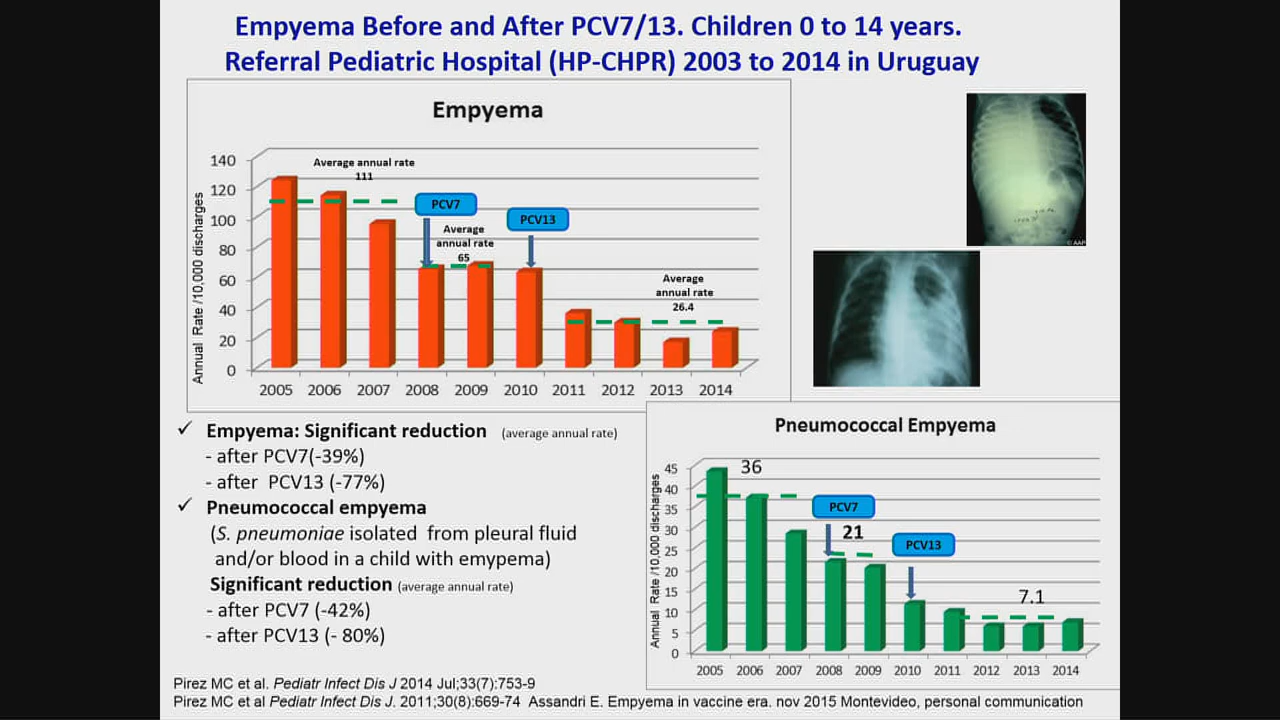 Empyema Before and After PCV7/13. Children 0 to 14 years.
Referral Pediatric Hospital (HP-CHPR) 2003 to 2014 in Uruguay
Empyema
Annual Rate /10,000 discharges
140
120
100
80
60
40
20
0
Average annual rate
111
PCV7
Average
annual rate
65
PCV13
Average
annual rate
26.4
2005 2006 2007 2008 2009 2010 2011 2012 2013 2014
© AAP
✓ Empyema: Significant reduction (average annual rate)
- after PCV7(-39%)
- after PCV13 (-77%)
✓ Pneumococcal empyema
(S. pneumoniae isolated from pleural fluid
and/or blood in a child with emypema)
Significant reduction (average annual rate)
- after PCV7 (-42%)
- after PCV13 (- 80%)
Pneumococcal Empyema
Annual Rate /10,000 discharges
45
40
35
30
25
20
15
10
5
0
36
PCV7
21
PCV13
7.1
2005 2006 2007 2008 2009 2010 2011 2012 2013 2014
Pirez MC et al. Pediatr Infect Dis J 2014 Jul;33(7):753-9
Pirez MC et al Pediatr Infect Dis J. 2011;30(8):669-74 Assandri E. Empyema in vaccine era. nov 2015 Montevideo, personal communication